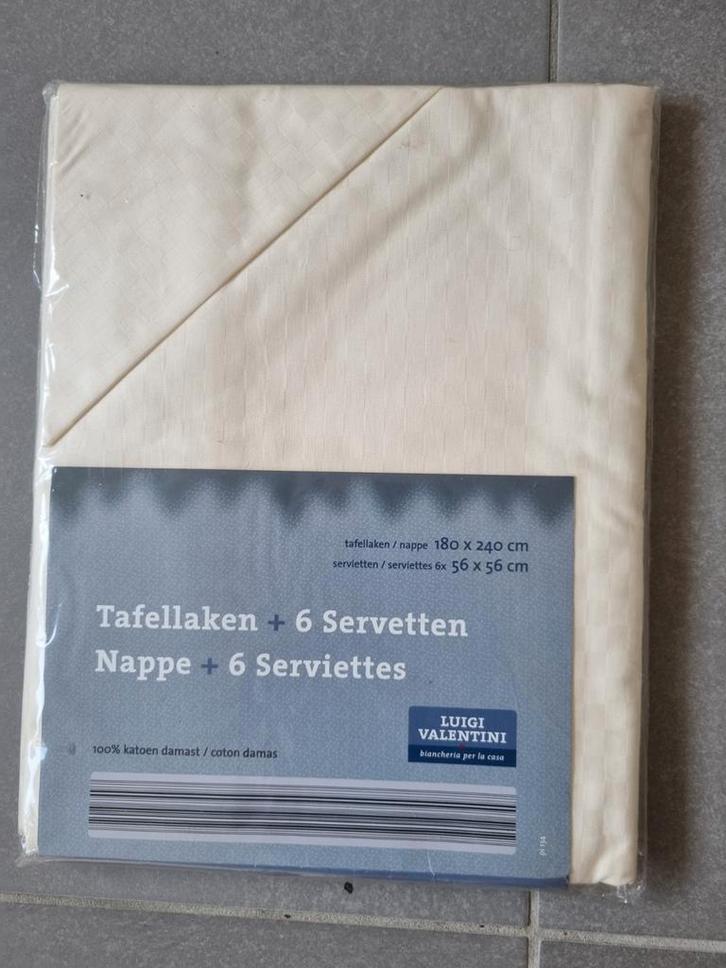 tafellaken / nappe 180 x 240 cm
servietten / serviettes 6x 56 x 56 cm
Tafellaken + 6 Servetten
Nappe + 6 Serviettes
LUIGI
VALENTINI
biancheria per la casa
100% katoen damast / coton damas